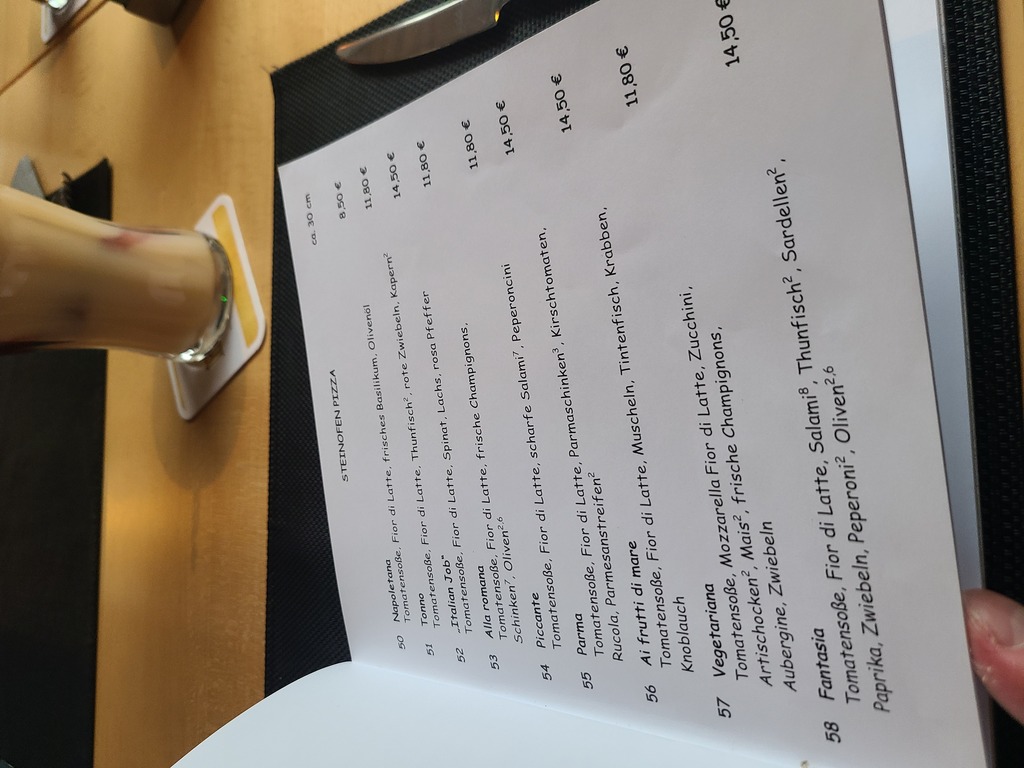 STEINOFEN PIZZA ca. 30 cm
50 Napoletana 8,50 €
Tomatensoße, Fior di Latte, frisches Basilikum, Olivenöl
51 Tonno 11,80 €
Tomatensoße, Fior di Latte, Thunfisch², rote Zwiebeln, Kapern²
52 „Italian Job“ 14,50 €
Tomatensoße, Fior di Latte, Spinat, Lachs, rosa Pfeffer
53 Alla romana 11,80 €
Tomatensoße, Fior di Latte, frische Champignons,
Schinken⁷, Oliven²,⁶
54 Piccante 11,80 €
Tomatensoße, Fior di Latte, scharfe Salami⁷, Peperoncini
55 Parma 14,50 €
Tomatensoße, Fior di Latte, Parmaschinken³, Kirschtomaten,
Rucola, Parmesanstreifen²
56 Ai frutti di mare 14,50 €
Tomatensoße, Fior di Latte, Muscheln, Tintenfisch, Krabben,
Knoblauch
57 Vegetariana 11,80 €
Tomatensoße, Mozzarella Fior di Latte, Zucchini,
Artischocken², Mais², frische Champignons,
Aubergine, Zwiebeln
58 Fantasia 14,50 €
Tomatensoße, Fior di Latte, Salami⁸, Thunfisch², Sardellen²,
Paprika, Zwiebeln, Peperoni², Oliven²,⁶